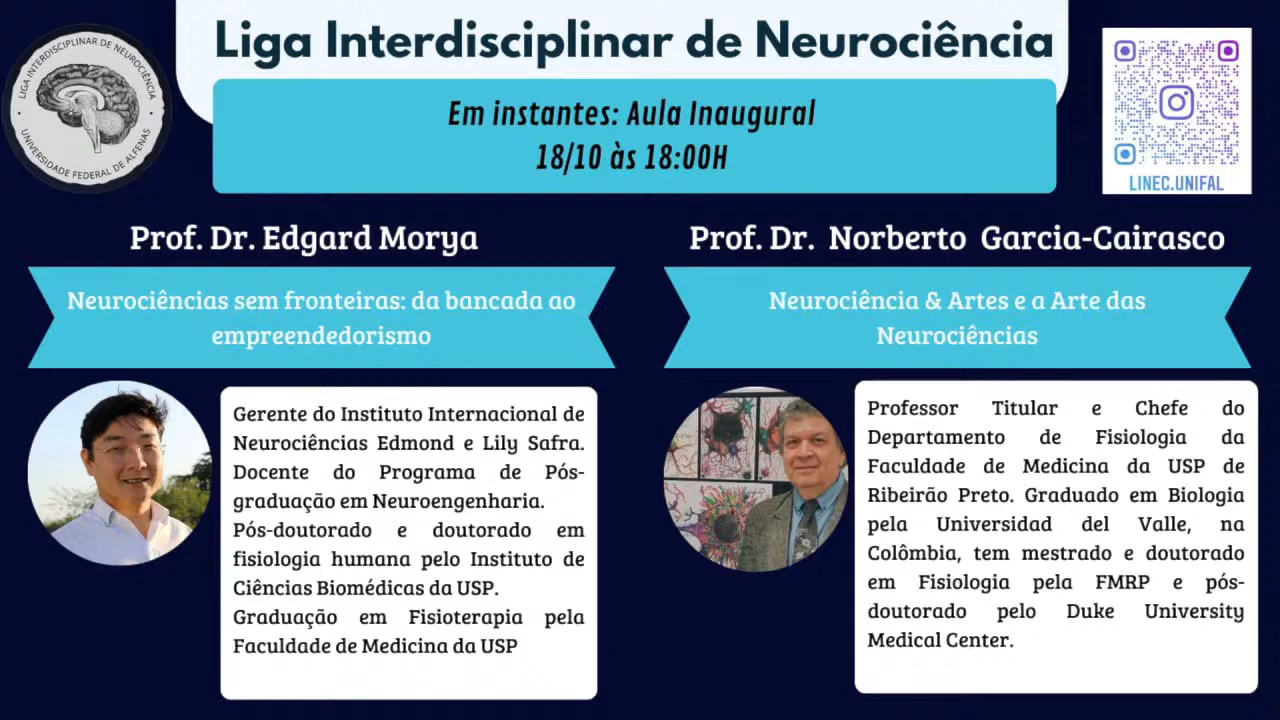 LIGA INTERDISCIPLINAR DE NEUROCIÊNCIA
UNIVERSIDADE FEDERAL DE ALFENAS
Liga Interdisciplinar de Neurociência
Em instantes: Aula Inaugural
18/10 às 18:00H
LINEC.UNIFAL
Prof. Dr. Edgard Morya
Neurociências sem fronteiras: da bancada ao
empreendedorismo
Gerente do Instituto Internacional de
Neurociências Edmond e Lily Safra.
Docente do Programa de Pós-
graduação em Neuroengenharia.
Pós-doutorado e doutorado em
fisiologia humana pelo Instituto de
Ciências Biomédicas da USP.
Graduação em Fisioterapia pela
Faculdade de Medicina da USP
Prof. Dr. Norberto Garcia-Cairasco
Neurociência & Artes e a Arte das
Neurociências
Professor Titular e Chefe do
Departamento de Fisiologia da
Faculdade de Medicina da USP de
Ribeirão Preto. Graduado em Biologia
pela Universidad del Valle, na
Colômbia, tem mestrado e doutorado
em Fisiologia pela FMRP e pós-
doutorado pelo Duke University
Medical Center.